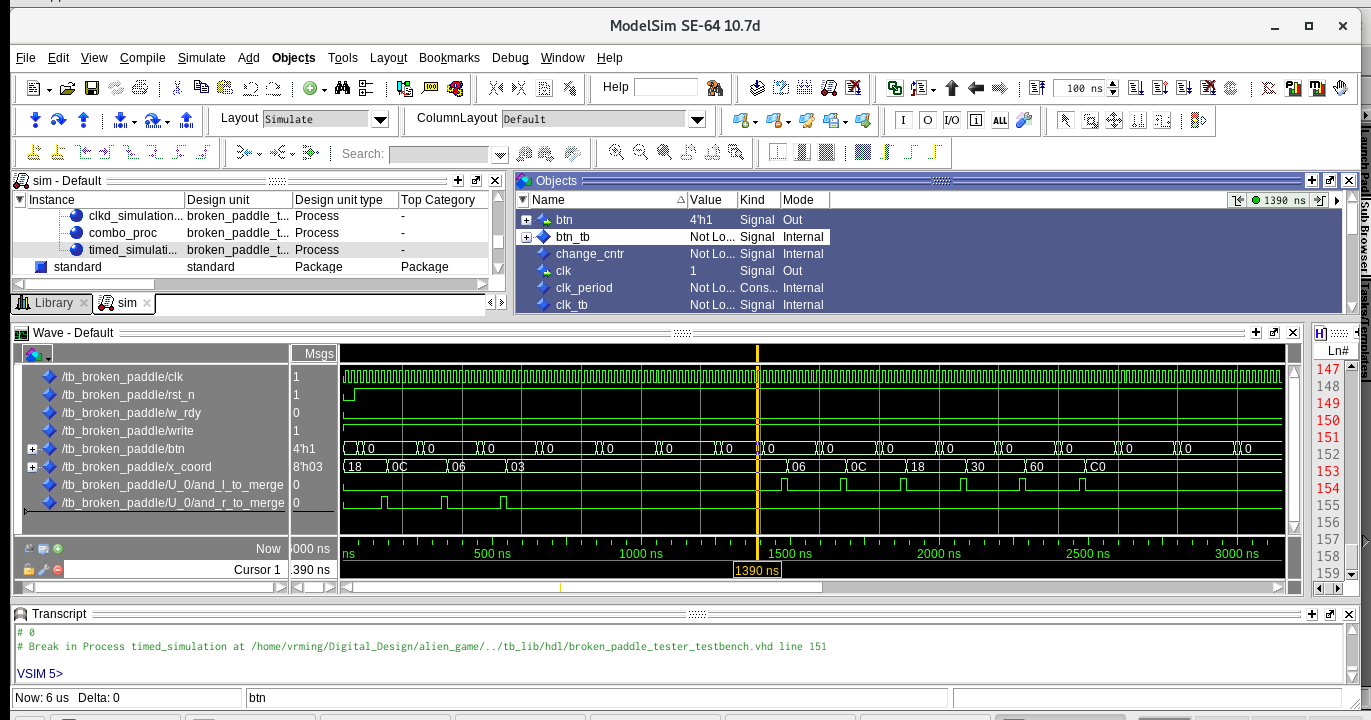 ModelSim SE-64 10.7d
File Edit View Compile Simulate Add Objects Tools Layout Bookmarks Debug Window Help
Help 100 ns
Layout Simulate ColumnLayout Default
I O I/O ALL
Search:
sim - Default
Instance Design unit Design unit type Top Category
clkd_simulation... broken_paddle_t... Process -
combo_proc broken_paddle_t... Process -
timed_simulati... broken_paddle_t... Process -
standard standard Package Package
Library sim
Objects
Name Value Kind Mode 1390 ns
btn 4'h1 Signal Out
btn_tb Not Lo... Signal Internal
change_cntr Not Lo... Signal Internal
clk 1 Signal Out
clk_period Not Lo... Cons... Internal
clk_tb Not Lo... Signal Internal
Sub Browser
Tasks/Templates
Wave - Default
Msgs
/tb_broken_paddle/clk 1
/tb_broken_paddle/rst_n 1
/tb_broken_paddle/w_rdy 0
/tb_broken_paddle/write 1
/tb_broken_paddle/btn 4'h1 0 0 0 0 0 0 0 0 0 0 0 0 0 0 0
/tb_broken_paddle/x_coord 8'h03 18 0C 06 03 06 0C 18 30 60 C0
/tb_broken_paddle/U_0/and_l_to_merge 0
/tb_broken_paddle/U_0/and_r_to_merge 0
Now 000 ns ns 500 ns 1000 ns 1500 ns 2000 ns 2500 ns 3000 ns
Cursor 1 .390 ns 1390 ns
H
Ln#
147
148
149
150
151
152
153
154
155
156
157
158
159
Transcript
# 0
# Break in Process timed_simulation at /home/vrming/Digital_Design/alien_game/../tb_lib/hdl/broken_paddle_tester_testbench.vhd line 151
VSIM 5>
Now: 6 us Delta: 0 btn